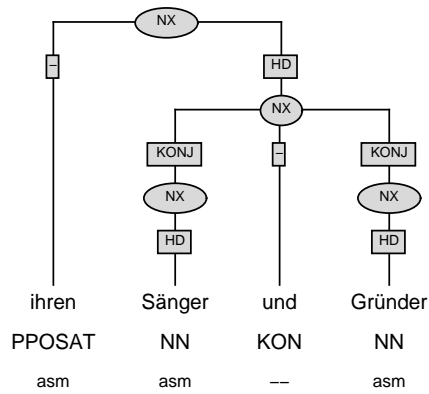 NX
– HD
NX
KONJ – KONJ
NX NX
HD HD
ihren Sänger und Gründer
PPOSAT NN KON NN
asm asm –– asm